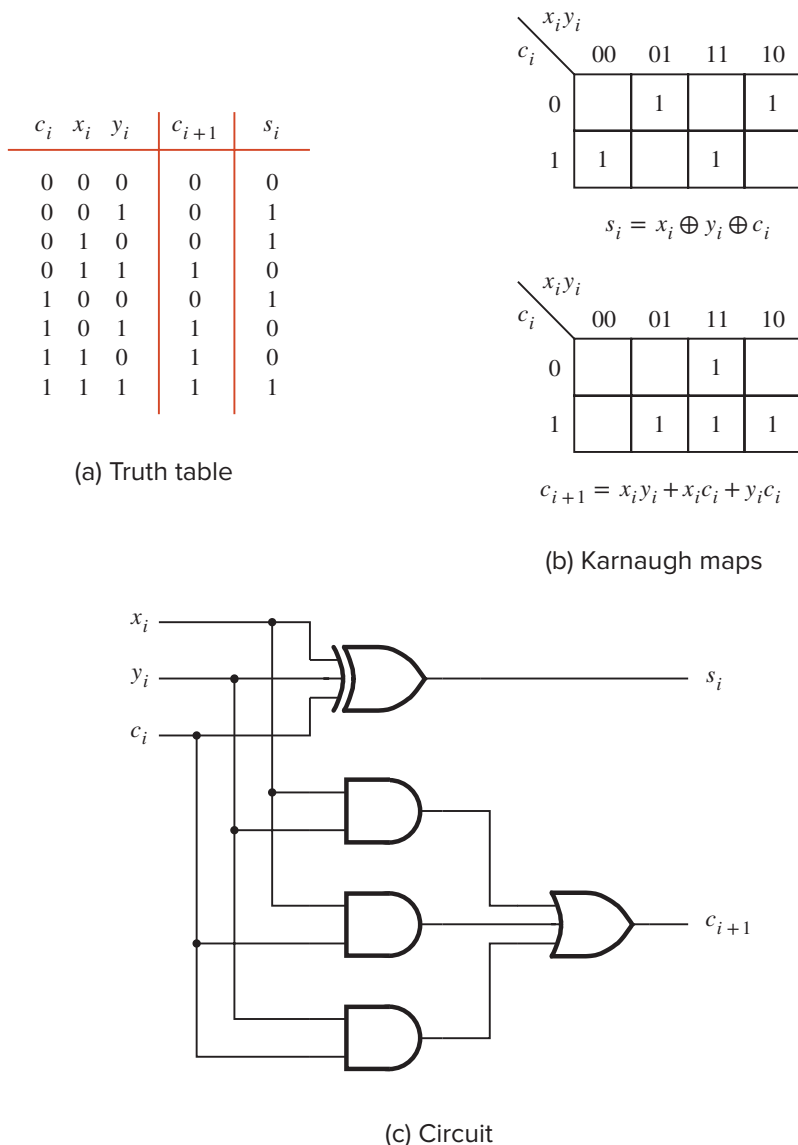 c_i x_i y_i c_{i+1} s_i
0 0 0 0 0
0 0 1 0 1
0 1 0 0 1
0 1 1 1 0
1 0 0 0 1
1 0 1 1 0
1 1 0 1 0
1 1 1 1 1
(a) Truth table
x_i y_i
c_i
00 01 11 10
0 1 1
1 1 1
s_i = x_i ⊕ y_i ⊕ c_i
x_i y_i
c_i
00 01 11 10
0 1
1 1 1 1
c_{i+1} = x_i y_i + x_i c_i + y_i c_i
(b) Karnaugh maps
x_i
y_i
s_i
c_i
c_{i+1}
(c) Circuit